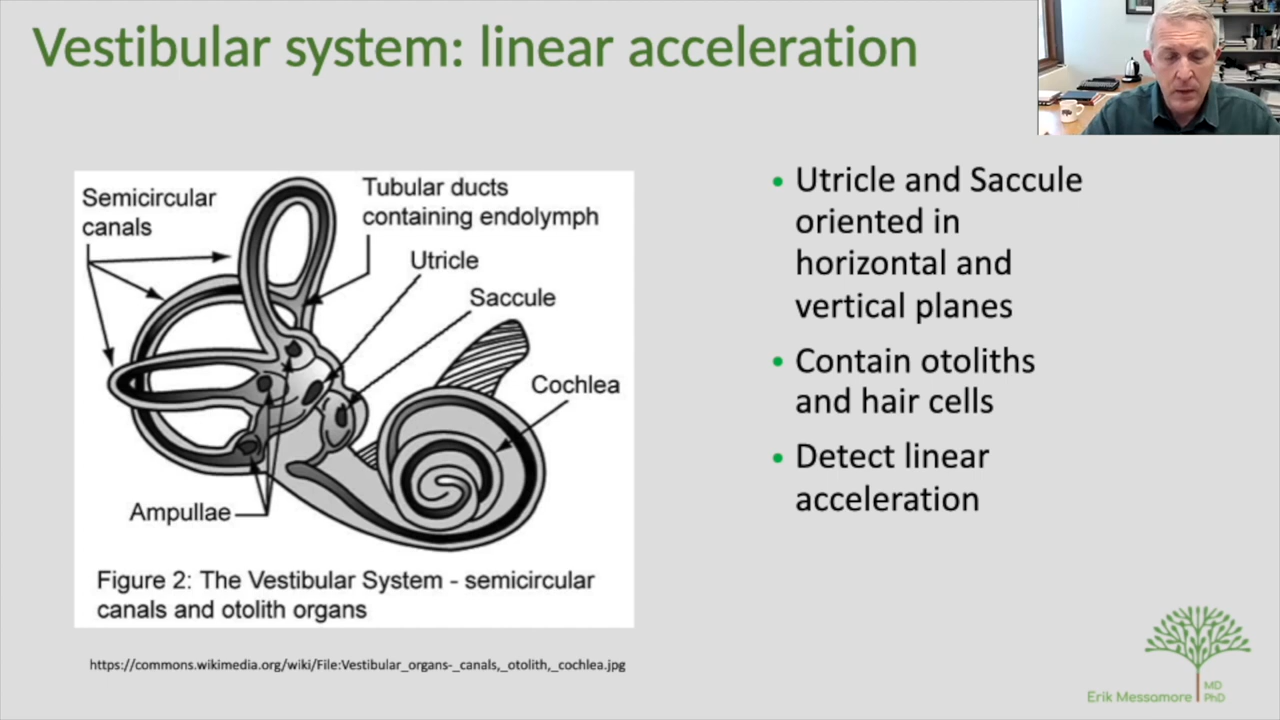 Vestibular system: linear acceleration
Semicircular
canals
Tubular ducts
containing endolymph
Utricle
Saccule
Cochlea
Ampullae
Figure 2: The Vestibular System - semicircular
canals and otolith organs
https://commons.wikimedia.org/wiki/File:Vestibular_organs-_canals,_otolith,_cochlea.jpg
• Utricle and Saccule
oriented in
horizontal and
vertical planes
• Contain otoliths
and hair cells
• Detect linear
acceleration
Erik Messamore MD
PhD